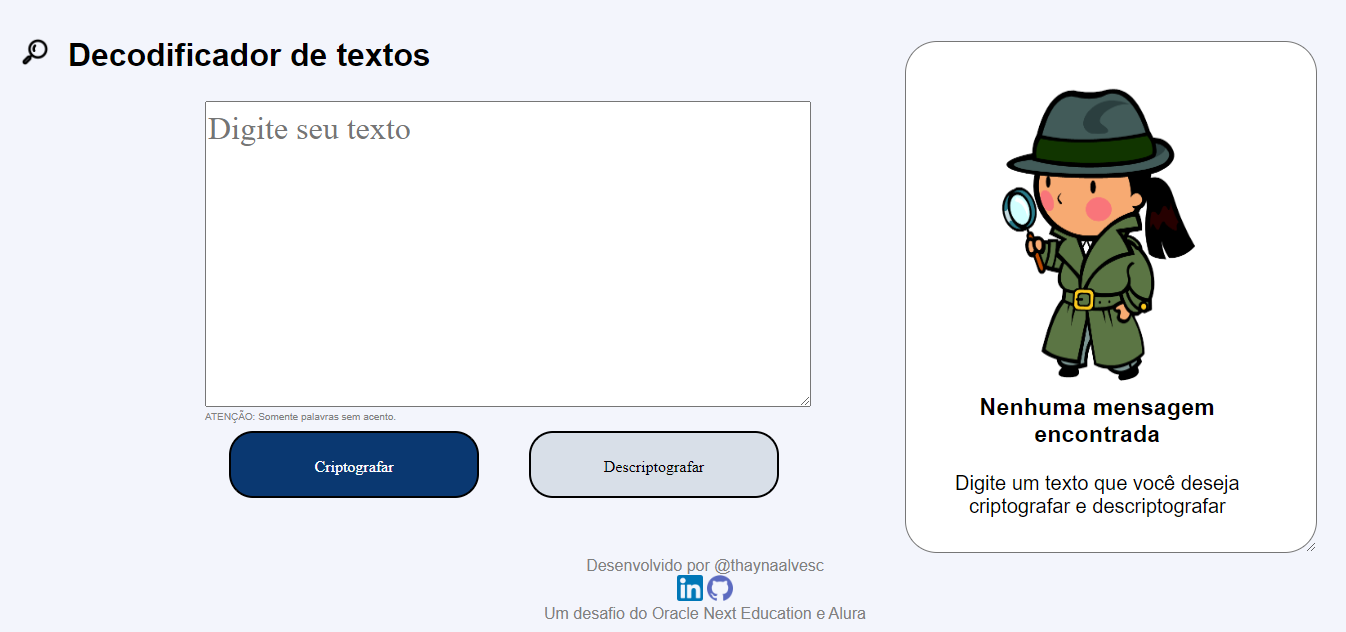 Decodificador de textos
Digite seu texto
ATENÇÃO: Somente palavras sem acento.
Criptografar
Descriptografar
Nenhuma mensagem
encontrada
Digite um texto que você deseja
criptografar e descriptografar
Desenvolvido por @thaynaalvesc
in
Um desafio do Oracle Next Education e Alura